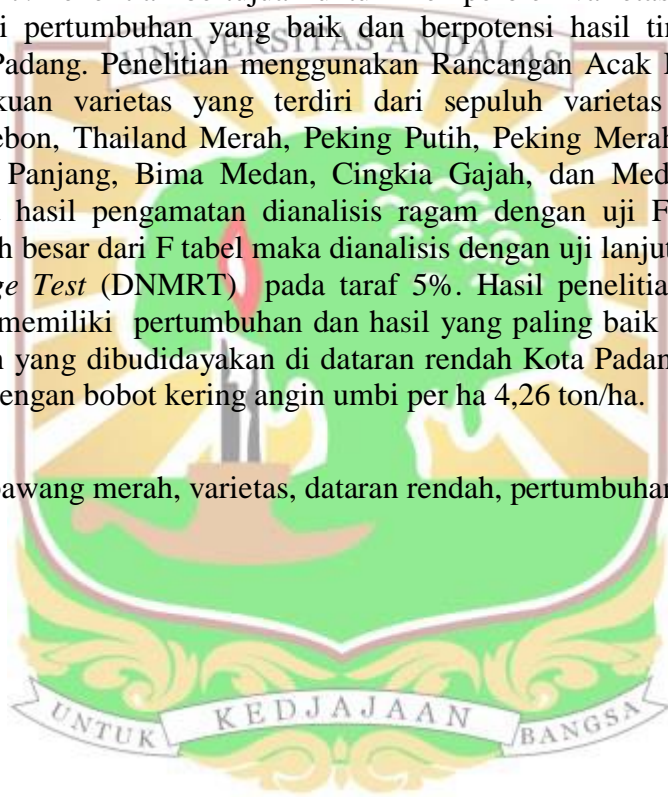 i pertumbuhan yang baik dan berpotensi hasil tin
UNIVERSITAS ANDALAS
Padang. Penelitian menggunakan Rancangan Acak
kuan varietas yang terdiri dari sepuluh varietas
ebon, Thailand Merah, Peking Putih, Peking Merah
Panjang, Bima Medan, Cingkia Gajah, dan Med
hasil pengamatan dianalisis ragam dengan uji F
h besar dari F tabel maka dianalisis dengan uji lanjut
ge Test (DNMRT) pada taraf 5%. Hasil penelitia
memiliki pertumbuhan dan hasil yang paling baik
n yang dibudidayakan di dataran rendah Kota Padan
engan bobot kering angin umbi per ha 4,26 ton/ha.
bawang merah, varietas, dataran rendah, pertumbuhan
UNTUK KEDJAJAAN BANGSA